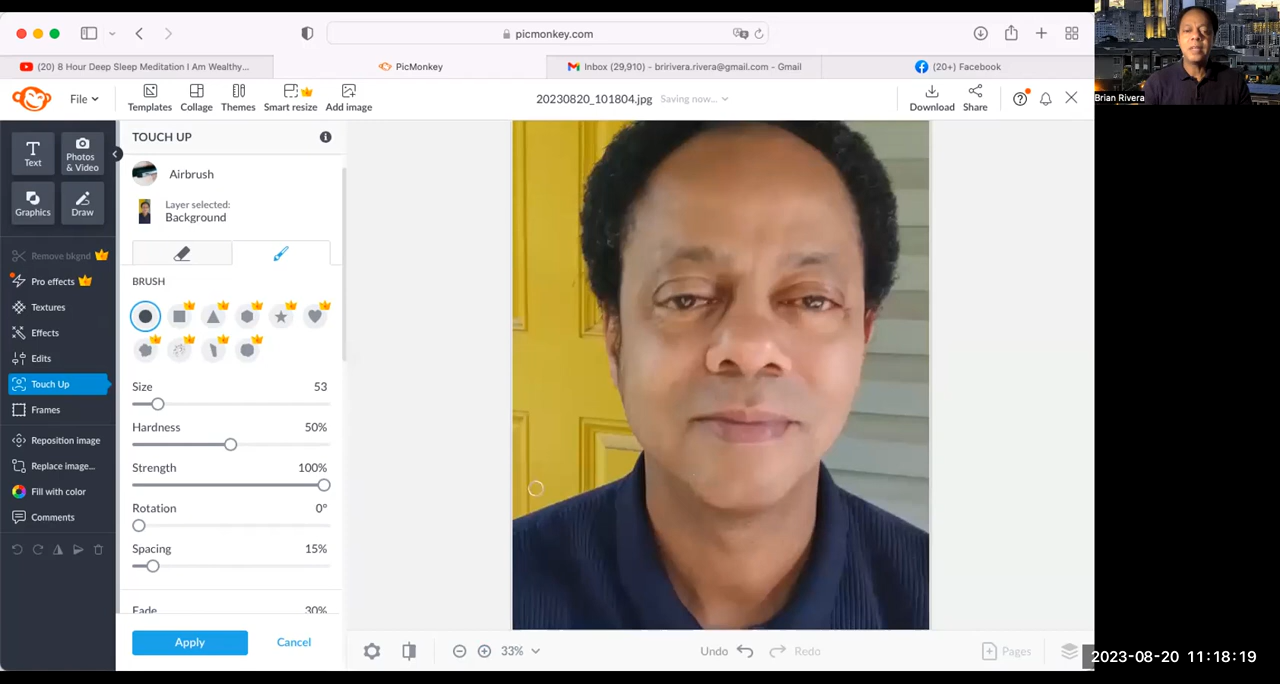 picmonkey.com
(20) 8 Hour Deep Sleep Meditation I Am Wealthy...
PicMonkey
Inbox (29,910) - bririvera.rivera@gmail.com - Gmail
(20+) Facebook
Brian Rivera
File
Templates
Collage
Themes
Smart resize
Add image
20230820_101804.jpg
Saving now...
Download
Share
Text
Photos & Video
Graphics
Draw
Remove bkgnd
Pro effects
Textures
Effects
Edits
Touch Up
Frames
Reposition image
Replace image...
Fill with color
Comments
TOUCH UP
Airbrush
Layer selected:
Background
BRUSH
Size 53
Hardness 50%
Strength 100%
Rotation 0°
Spacing 15%
Fade 30%
Apply
Cancel
33%
Undo
Redo
Pages
2023-08-20 11:18:19